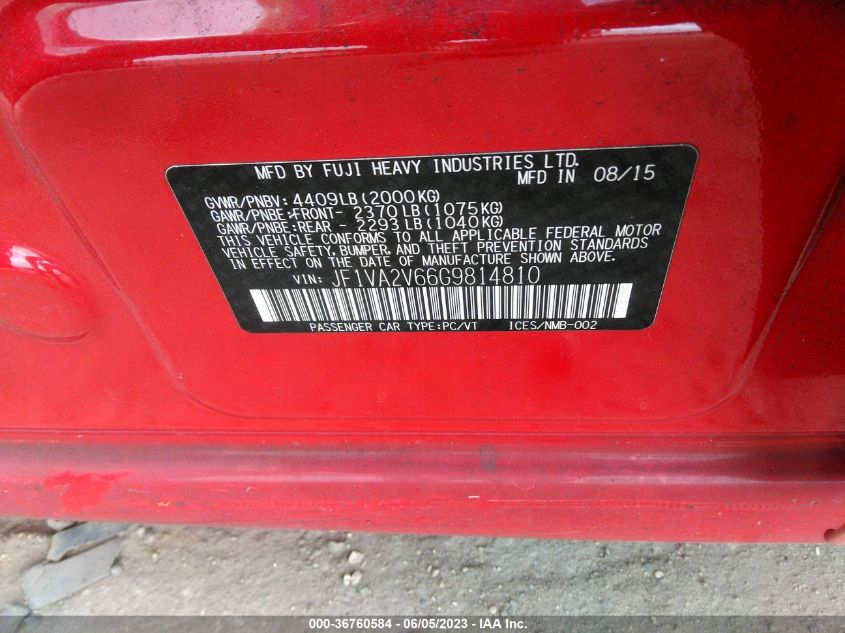 MFD BY FUJI HEAVY INDUSTRIES LTD.
MFD IN 08/15
GVWR/PNBV: 4409LB(2000KG)
GAWR/PNBE:FRONT- 2370LB(1075KG)
GAWR/PNBE:REAR - 2293LB(1040KG)
THIS VEHICLE CONFORMS TO ALL APPLICABLE FEDERAL MOTOR
VEHICLE SAFETY, BUMPER, AND THEFT PREVENTION STANDARDS
IN EFFECT ON THE DATE OF MANUFACTURE SHOWN ABOVE.
VIN: JF1VA2V66G9814810
PASSENGER CAR TYPE:PC/VT ICES/NMB-002
000-36760584 - 06/05/2023 - IAA Inc.